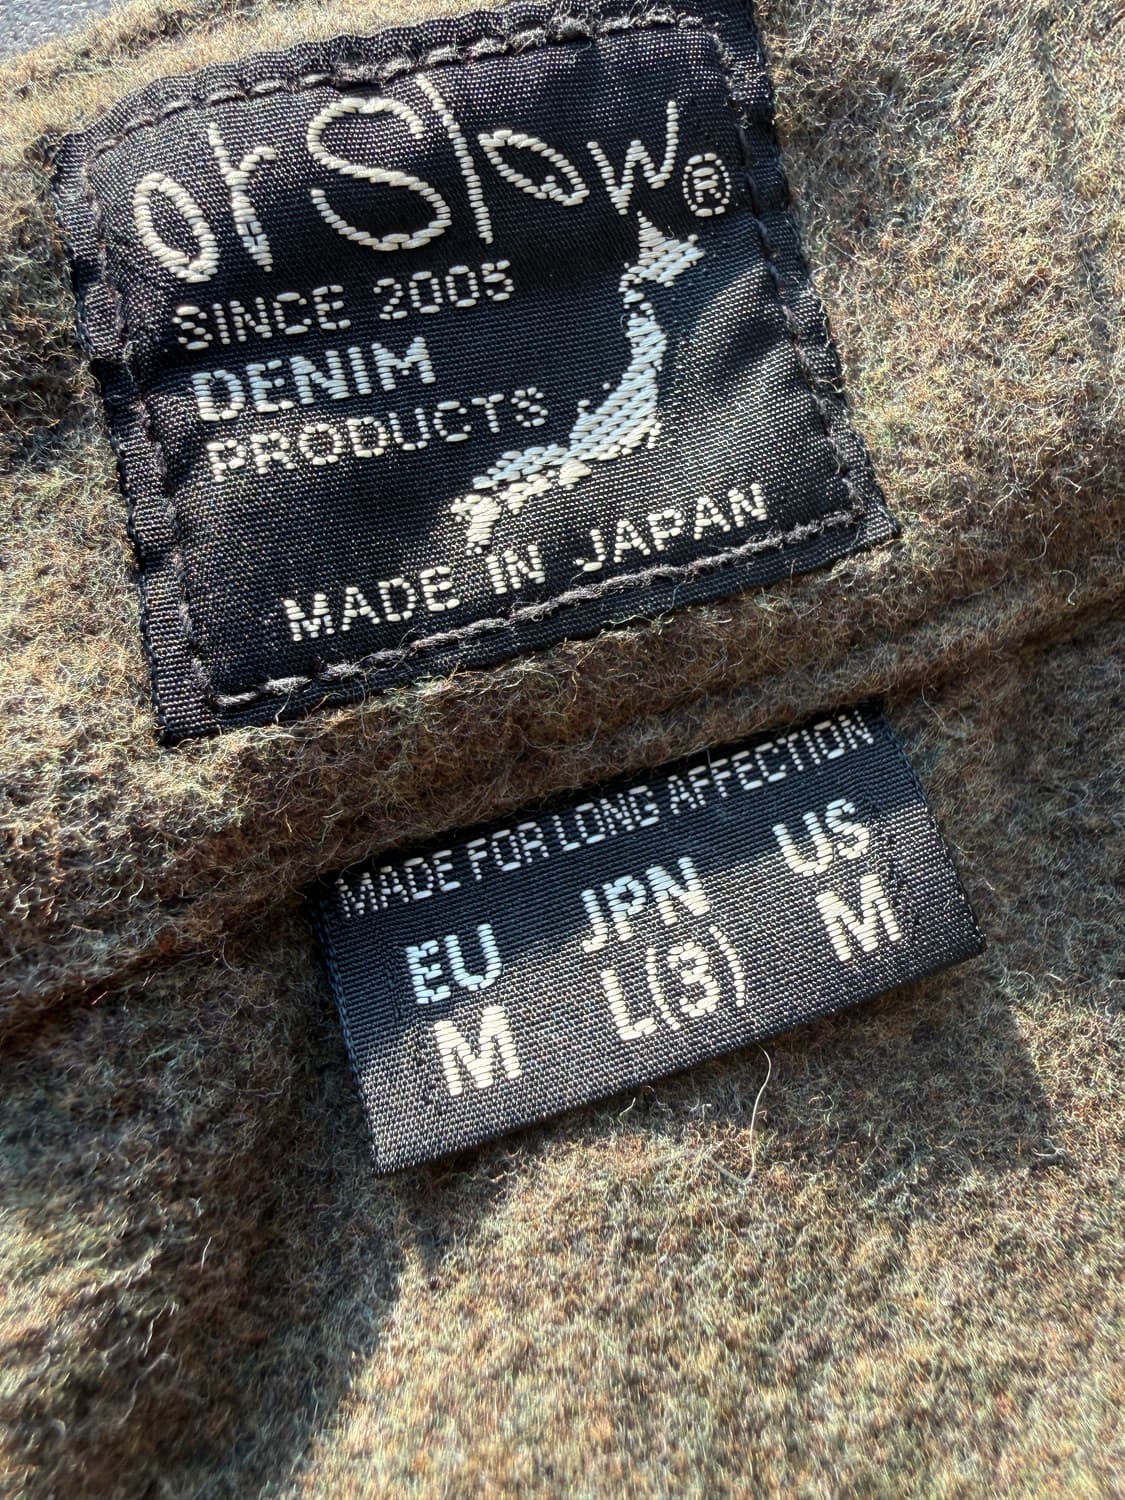 orSlow®
SINCE 2005
DENIM
PRODUCTS
MADE IN JAPAN
MADE FOR LONG AFFECTION
EU JPN US
M L(3) M